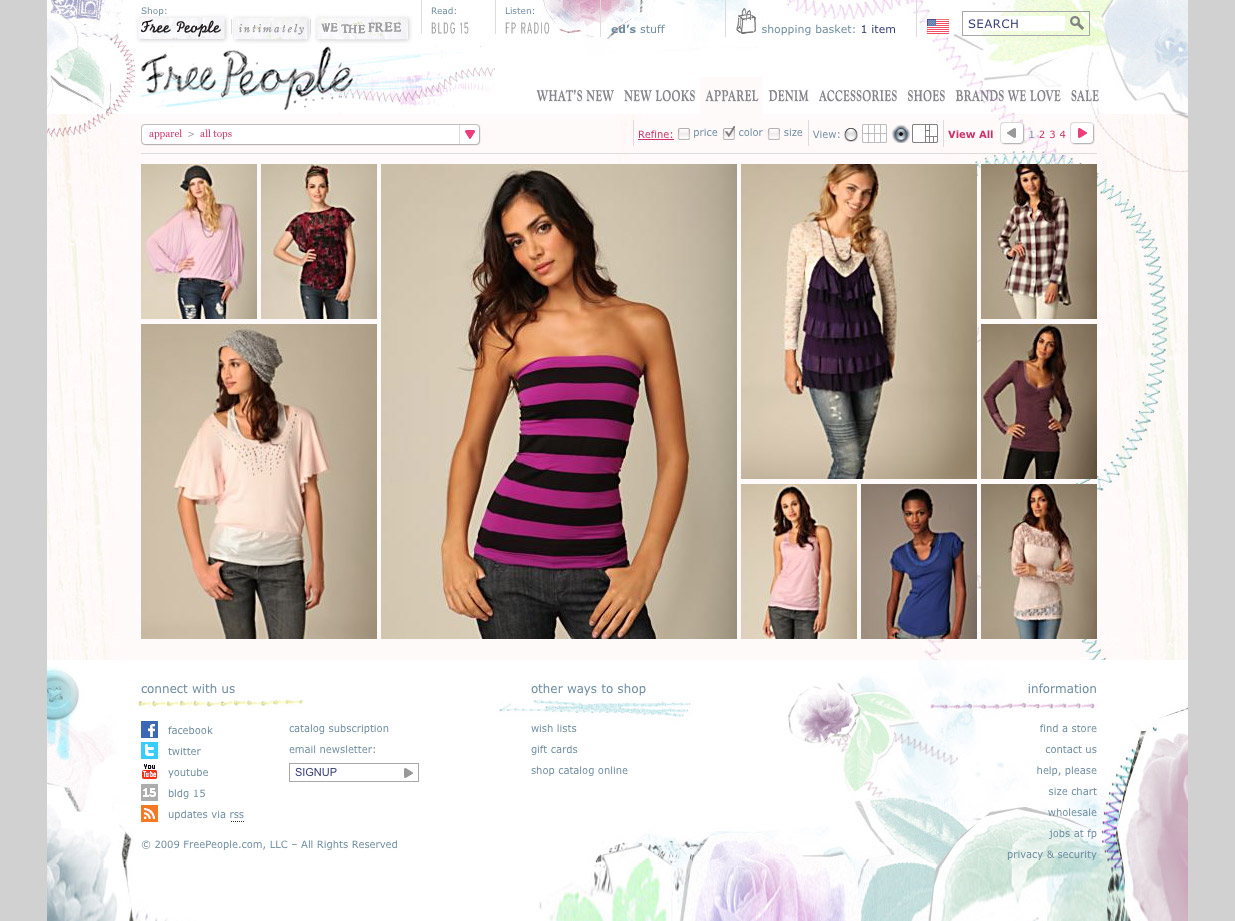 Shop:
Free People
intimately
WE THE FREE
Read:
BLDG 15
Listen:
FP RADIO
ed's stuff
shopping basket: 1 item
SEARCH
Free People
WHAT'S NEW NEW LOOKS APPAREL DENIM ACCESSORIES SHOES BRANDS WE LOVE SALE
apparel > all tops
Refine: price color size
View:
View All
1 2 3 4
connect with us
facebook
twitter
You Tube youtube
15 bldg 15
updates via rss
catalog subscription
email newsletter:
SIGNUP
other ways to shop
wish lists
gift cards
shop catalog online
information
find a store
contact us
help, please
size chart
wholesale
jobs at fp
privacy & security
© 2009 FreePeople.com, LLC – All Rights Reserved